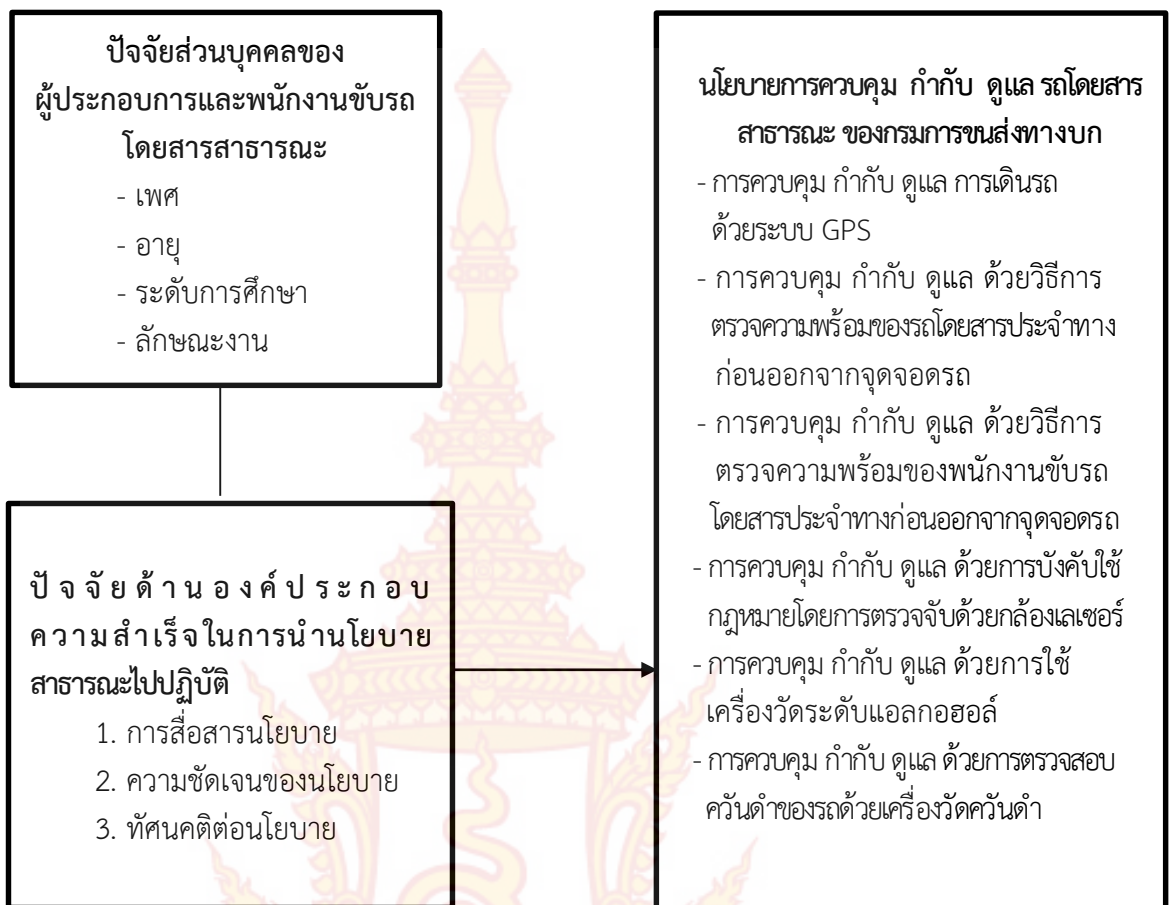 ปัจจัยส่วนบุคคลของ
ผู้ประกอบการและพนักงานขับรถ
โดยสารสาธารณะ
- เพศ
- อายุ
- ระดับการศึกษา
- ลักษณะงาน
ปัจจัยด้านองค์ประกอบ
ความสำเร็จในการนำนโยบาย
สาธารณะไปปฏิบัติ
1. การสื่อสารนโยบาย
2. ความชัดเจนของนโยบาย
3. ทัศนคติต่อนโยบาย
นโยบายการควบคุม กำกับ ดูแล รถโดยสาร
สาธารณะ ของกรมการขนส่งทางบก
- การควบคุม กำกับ ดูแล การเดินรถ
ด้วยระบบ GPS
- การควบคุม กำกับ ดูแล ด้วยวิธีการ
ตรวจความพร้อมของรถโดยสารประจำทาง
ก่อนออกจากจุดจอดรถ
- การควบคุม กำกับ ดูแล ด้วยวิธีการ
ตรวจความพร้อมของพนักงานขับรถ
โดยสารประจำทางก่อนออกจากจุดจอดรถ
- การควบคุม กำกับ ดูแล ด้วยการบังคับใช้
กฎหมายโดยการตรวจจับด้วยกล้องเลเซอร์
- การควบคุม กำกับ ดูแล ด้วยการใช้
เครื่องวัดระดับแอลกอฮอล์
- การควบคุม กำกับ ดูแล ด้วยการตรวจสอบ
ควันดำของรถด้วยเครื่องวัดควันดำ